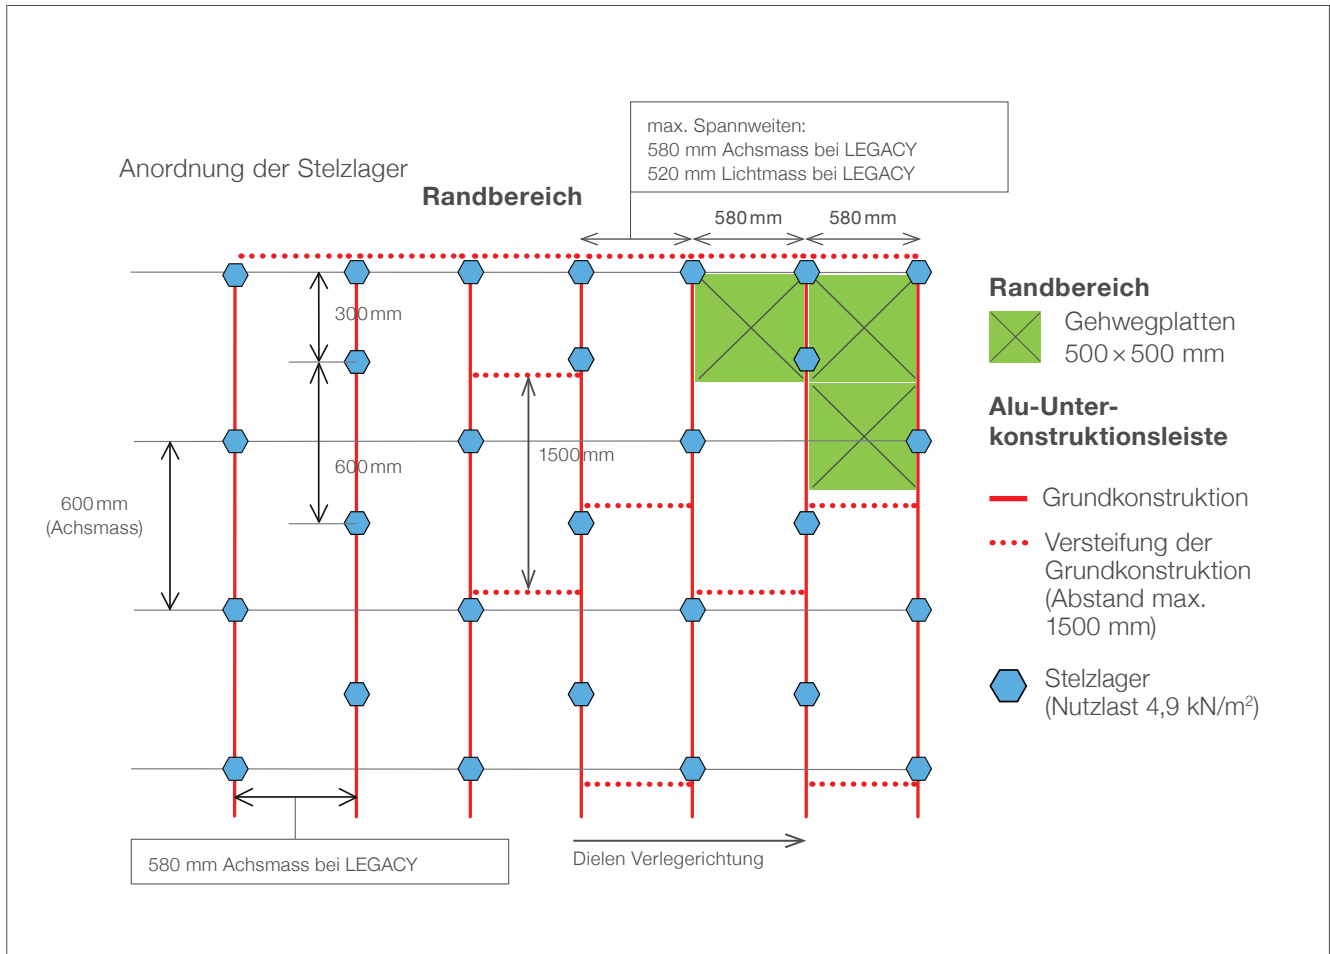 max. Spannweiten:
580 mm Achsmass bei LEGACY
520 mm Lichtmass bei LEGACY
Anordnung der Stelzlager
Randbereich
580 mm
580 mm
300 mm
600 mm
1500 mm
600 mm
(Achsmass)
580 mm Achsmass bei LEGACY
Dielen Verlegerichtung
Randbereich
Gehwegplatten
500 × 500 mm
Alu-Unter-
konstruktionsleiste
Grundkonstruktion
Versteifung der
Grundkonstruktion
(Abstand max.
1500 mm)
Stelzlager
(Nutzlast 4,9 kN/m²)